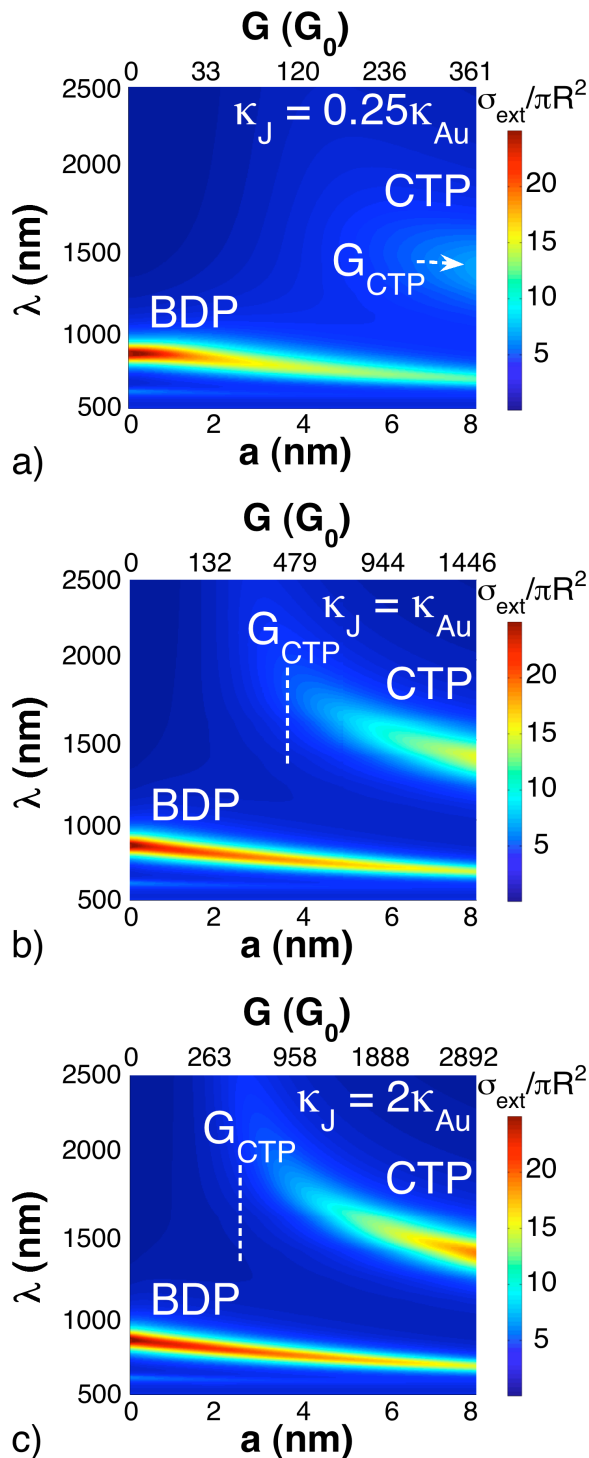 G (G0)
0 33 120 236 361
2500 κJ = 0.25κAu σext/πR²
2000 CTP 20
λ (nm) 1500 GCTP 15
BDP 10
1000 5
500
0 2 4 6 8
a) a (nm)
G (G0)
0 132 479 944 1446
2500 κJ = κAu σext/πR²
GCTP 20
2000 CTP 15
λ (nm) 1500 10
BDP
1000 5
500
0 2 4 6 8
b) a (nm)
G (G0)
0 263 958 1888 2892
2500 κJ = 2κAu σext/πR²
GCTP 20
2000 CTP 15
λ (nm) 1500 10
BDP
1000 5
500
0 2 4 6 8
c) a (nm)